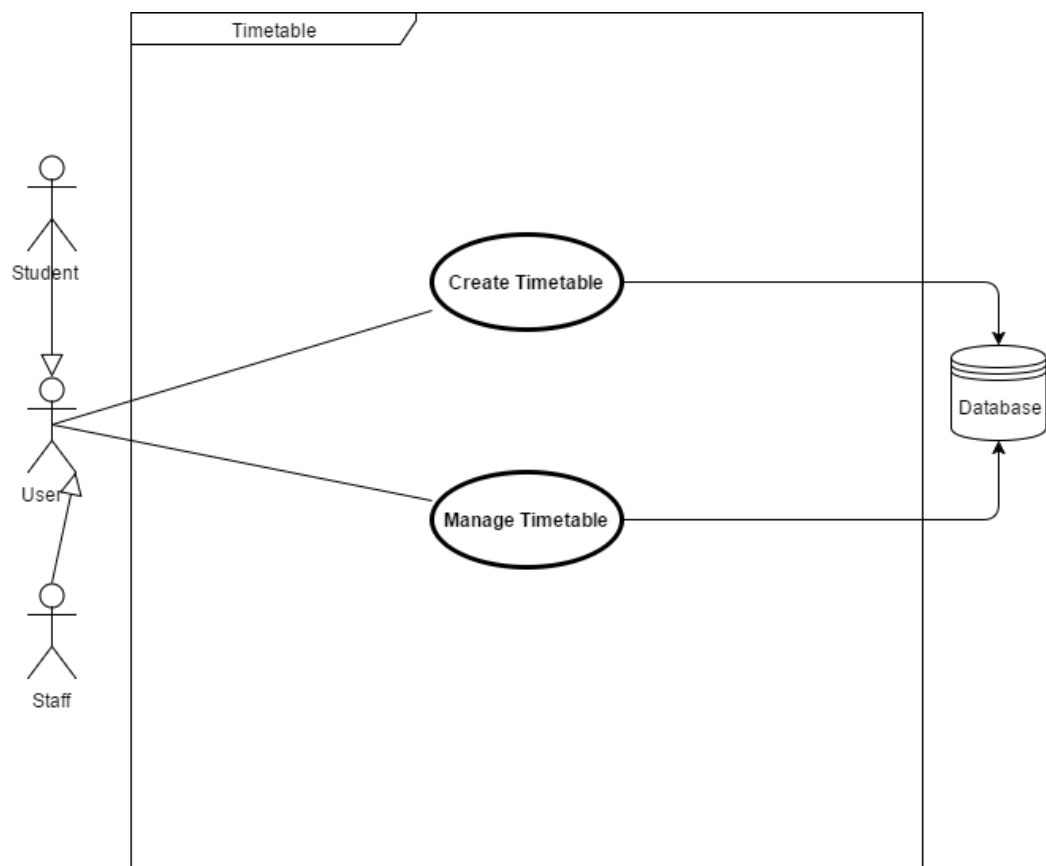 Timetable
Student
Create Timetable
Database
User
Manage Timetable
Staff